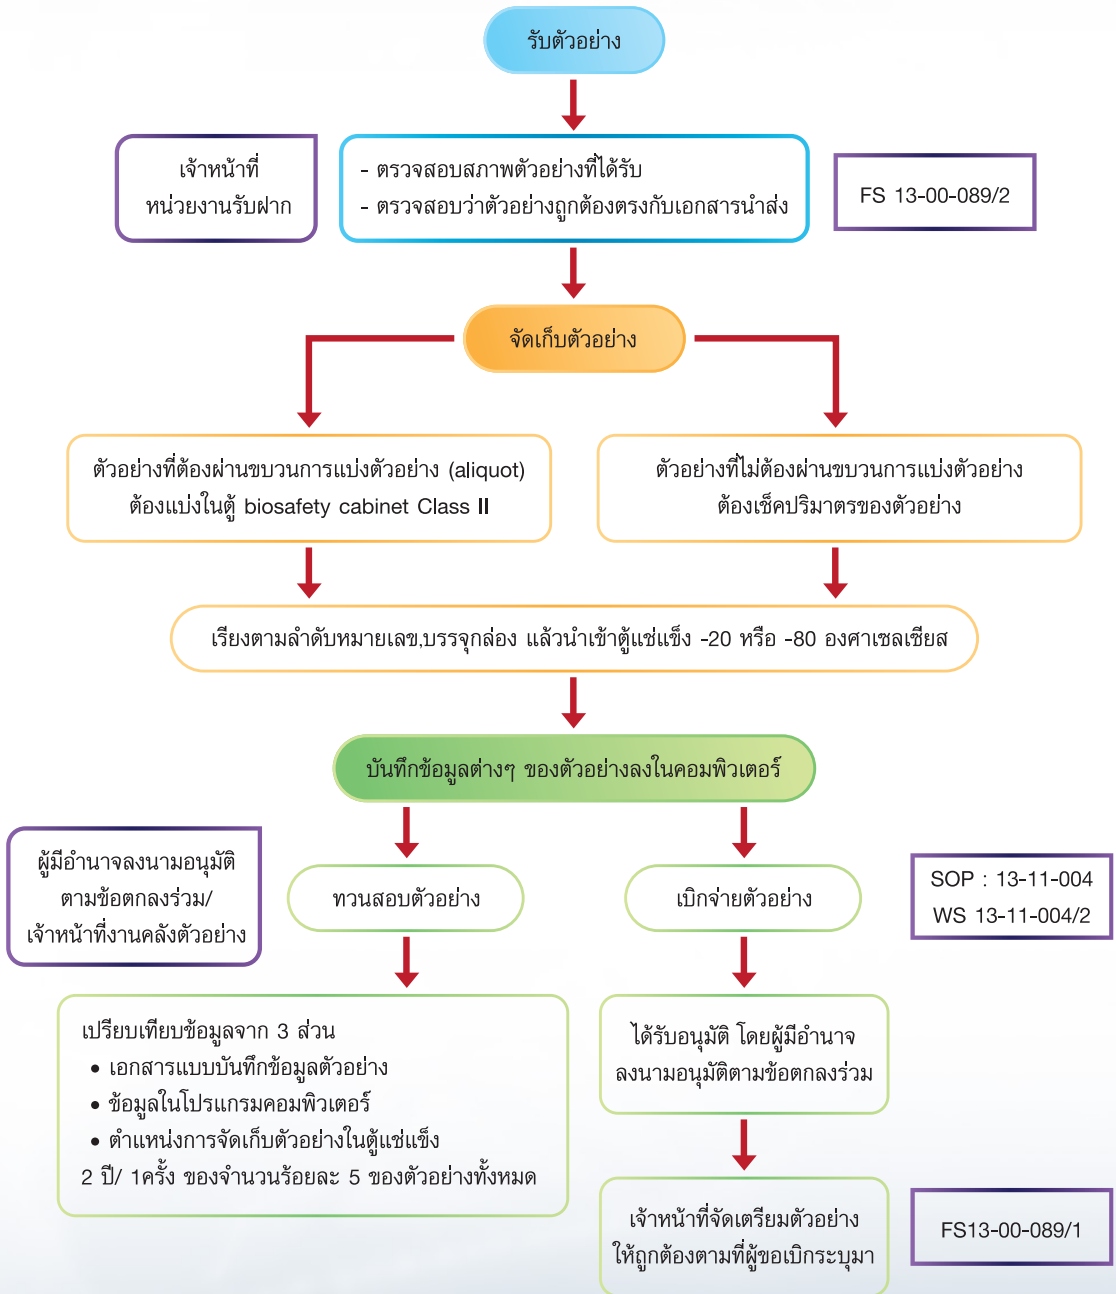 รับตัวอย่าง
เจ้าหน้าที่
หน่วยงานรับฝาก
- ตรวจสอบสภาพตัวอย่างที่ได้รับ
- ตรวจสอบว่าตัวอย่างถูกต้องตรงกับเอกสารนำส่ง
FS 13-00-089/2
จัดเก็บตัวอย่าง
ตัวอย่างที่ต้องผ่านขบวนการแบ่งตัวอย่าง (aliquot)
ต้องแบ่งในตู้ biosafety cabinet Class II
ตัวอย่างที่ไม่ต้องผ่านขบวนการแบ่งตัวอย่าง
ต้องเช็คปริมาตรของตัวอย่าง
เรียงตามลำดับหมายเลข,บรรจุกล่อง แล้วนำเข้าตู้แช่แข็ง -20 หรือ -80 องศาเซลเซียส
บันทึกข้อมูลต่างๆ ของตัวอย่างลงในคอมพิวเตอร์
ผู้มีอำนาจลงนามอนุมัติ
ตามข้อตกลงร่วม/
เจ้าหน้าที่งานคลังตัวอย่าง
ทวนสอบตัวอย่าง
เบิกจ่ายตัวอย่าง
SOP : 13-11-004
WS 13-11-004/2
เปรียบเทียบข้อมูลจาก 3 ส่วน
• เอกสารแบบบันทึกข้อมูลตัวอย่าง
• ข้อมูลในโปรแกรมคอมพิวเตอร์
• ตำแหน่งการจัดเก็บตัวอย่างในตู้แช่แข็ง
2 ปี/ 1ครั้ง ของจำนวนร้อยละ 5 ของตัวอย่างทั้งหมด
ได้รับอนุมัติ โดยผู้มีอำนาจ
ลงนามอนุมัติตามข้อตกลงร่วม
เจ้าหน้าที่จัดเตรียมตัวอย่าง
ให้ถูกต้องตามที่ผู้ขอเบิกระบุมา
FS13-00-089/1